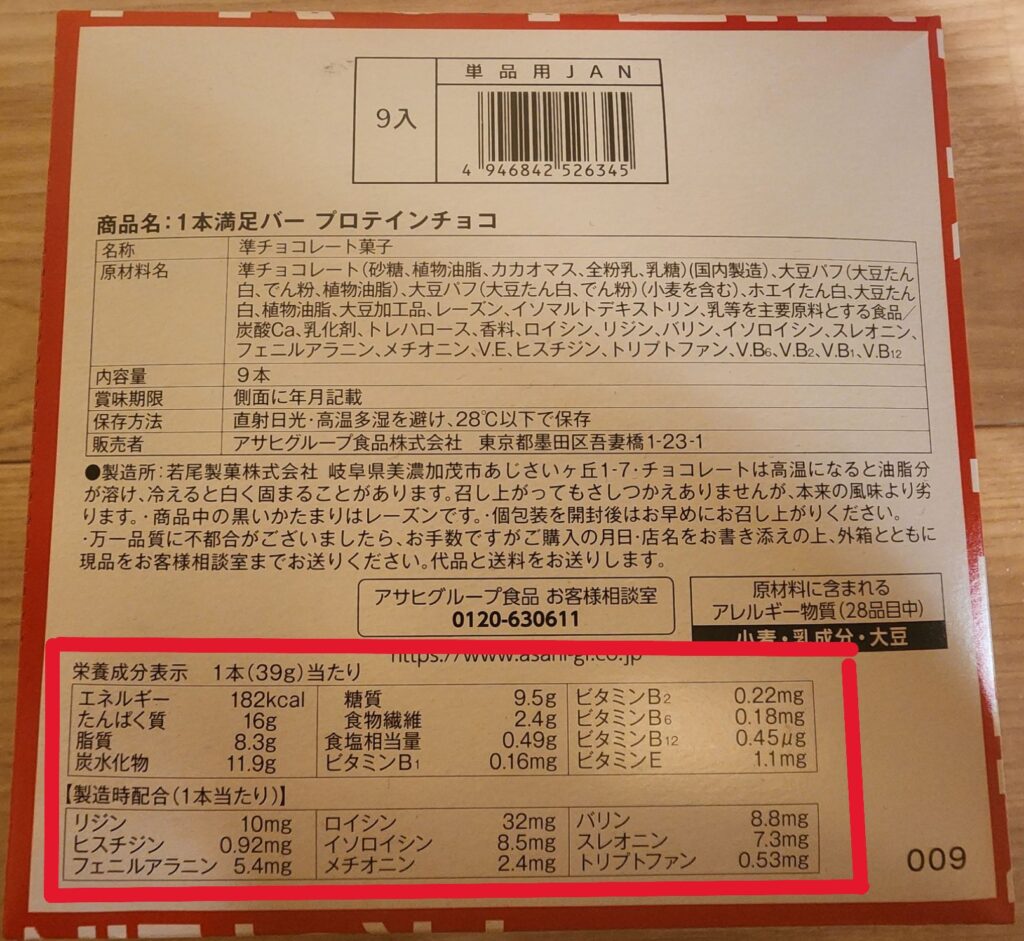 9入
単品用JAN
4 946842 526345
商品名:1本満足バー プロテインチョコ
名称 準チョコレート菓子
原材料名 準チョコレート(砂糖、植物油脂、カカオマス、全粉乳、乳糖)(国内製造)、大豆パフ(大豆たん
白、でん粉、植物油脂)、大豆パフ(大豆たん白、でん粉)(小麦を含む)、ホエイたん白、大豆たん
白、植物油脂、大豆加工品、レーズン、イソマルトデキストリン、乳等を主要原料とする食品/
炭酸Ca、乳化剤、トレハロース、香料、ロイシン、リジン、バリン、イソロイシン、スレオニン、
フェニルアラニン、メチオニン、V.E、ヒスチジン、トリプトファン、V.B6、V.B2、V.B1、V.B12
内容量 9本
賞味期限 側面に年月記載
保存方法 直射日光・高温多湿を避け、28℃以下で保存
販売者 アサヒグループ食品株式会社 東京都墨田区吾妻橋1-23-1
●製造所:若尾製菓株式会社 岐阜県美濃加茂市あじさいヶ丘1-7・チョコレートは高温になると油脂分
が溶け、冷えると白く固まることがあります。召し上がってもさしつかえありませんが、本来の風味より劣
ります。・商品中の黒いかたまりはレーズンです。・個包装を開封後はお早めにお召し上がりください。
・万一品質に不都合がございましたら、お手数ですがご購入の月日・店名をお書き添えの上、外箱とともに
現品をお客様相談室までお送りください。代品と送料をお送りします。
アサヒグループ食品 お客様相談室
0120-630611
原材料に含まれる
アレルギー物質(28品目中)
小麦・乳成分・大豆
https://www.asahi-gf.co.jp
栄養成分表示 1本(39g)当たり
エネルギー 182kcal 糖質 9.5g ビタミンB2 0.22mg
たんぱく質 16g 食物繊維 2.4g ビタミンB6 0.18mg
脂質 8.3g 食塩相当量 0.49g ビタミンB12 0.45μg
炭水化物 11.9g ビタミンB1 0.16mg ビタミンE 1.1mg
【製造時配合(1本当たり)】
リジン 10mg ロイシン 32mg バリン 8.8mg
ヒスチジン 0.92mg イソロイシン 8.5mg スレオニン 7.3mg
フェニルアラニン 5.4mg メチオニン 2.4mg トリプトファン 0.53mg
009